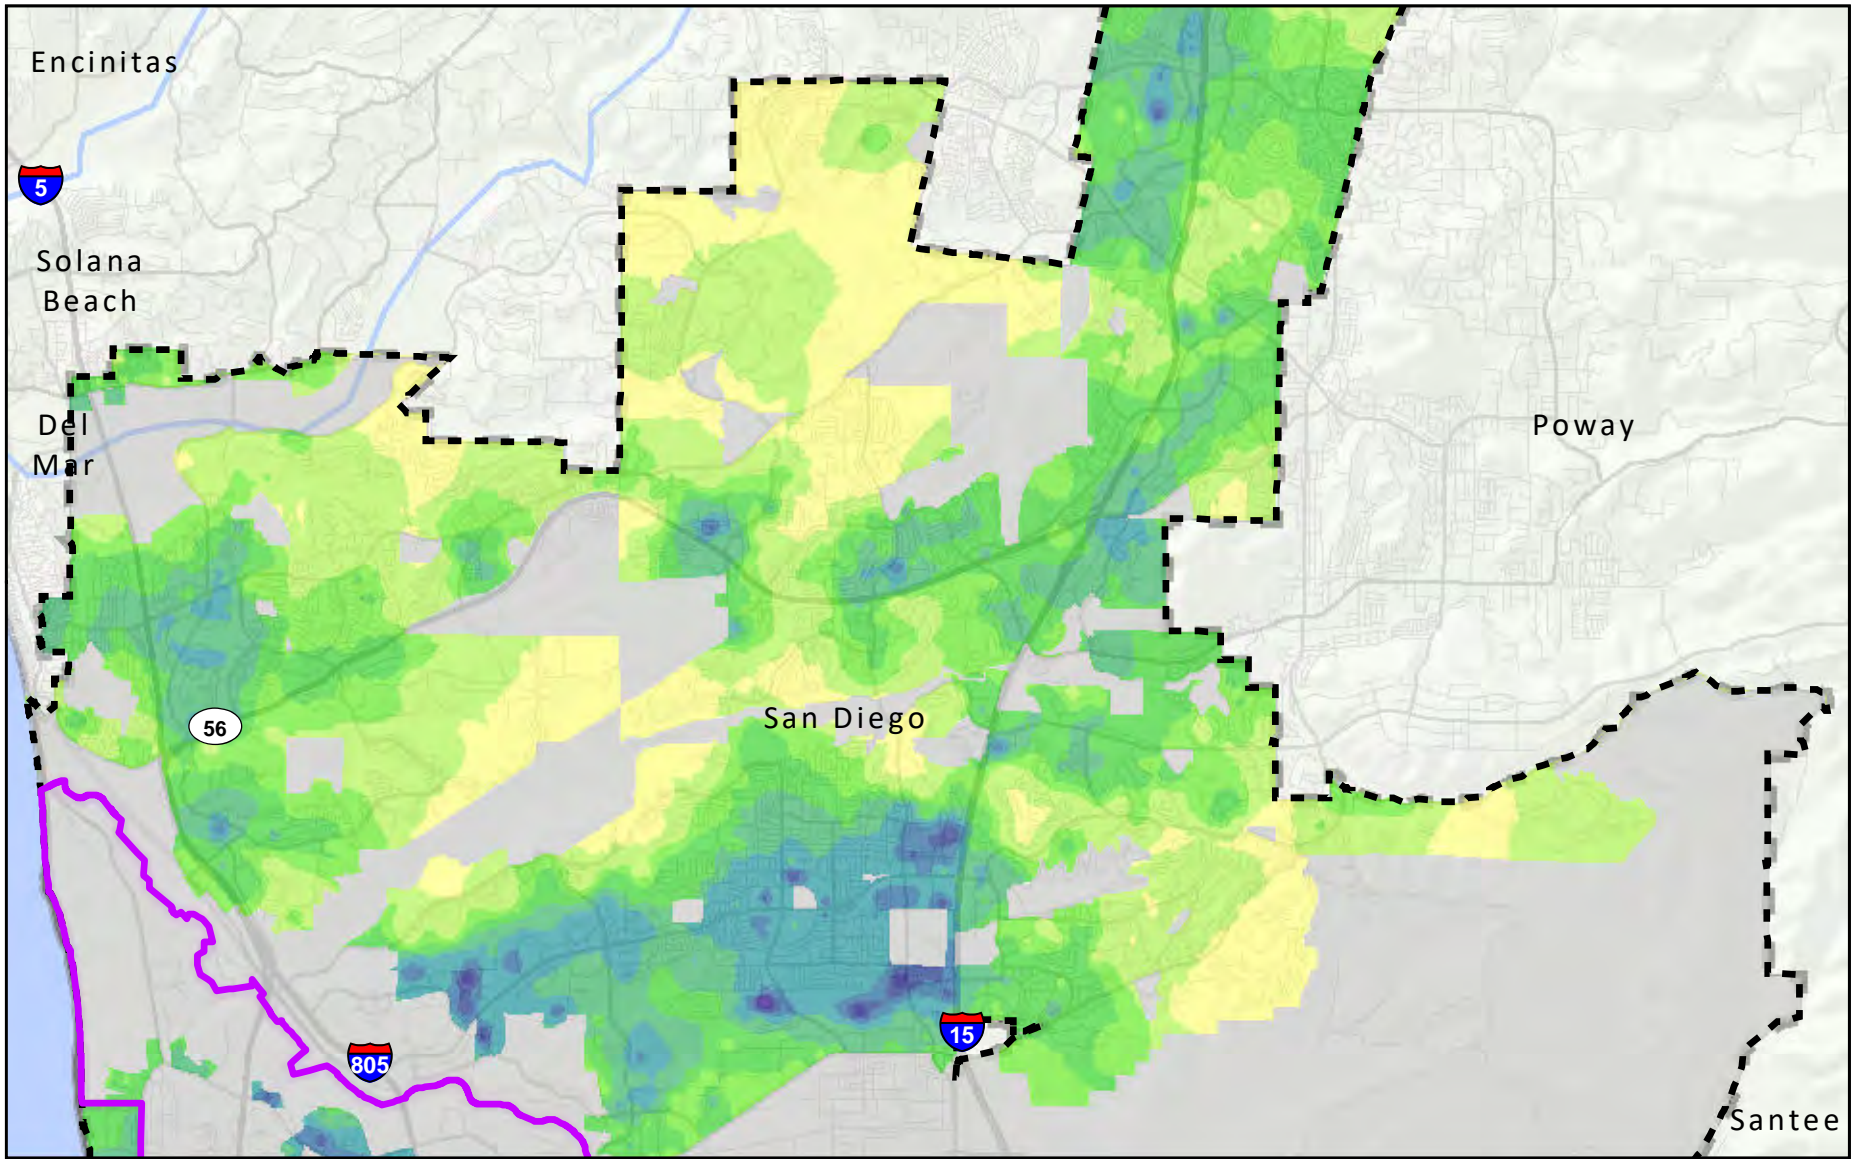 Encinitas
5
Solana
Beach
Del
Mar
Poway
56
San Diego
15
805
Santee